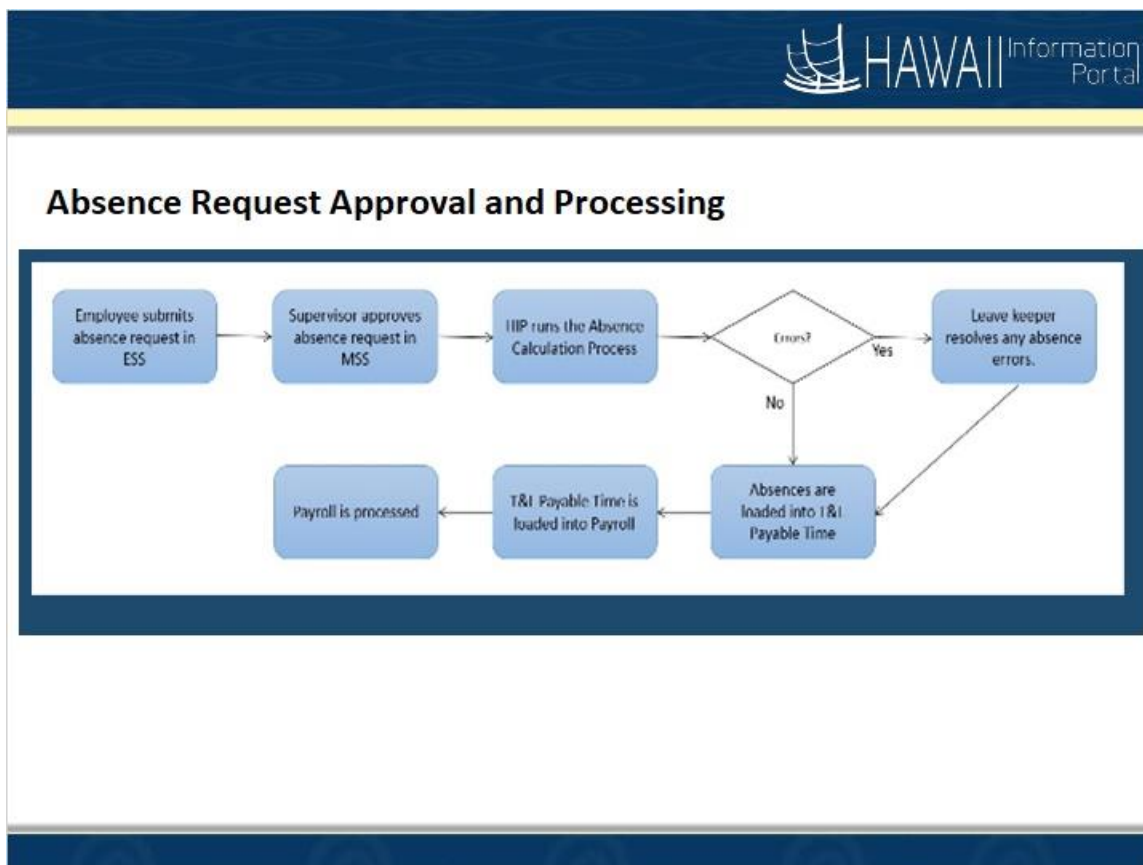 HAWAII Information
Portal
Absence Request Approval and Processing
Employee submits
absence request in
ESS
Supervisor approves
absence request in
MSS
HIP runs the Absence
Calculation Process
Errors?
Yes
No
Leave keeper
resolves any absence
errors.
Absences are
loaded into T&L
Payable Time
T&L Payable Time is
loaded into Payroll
Payroll is processed